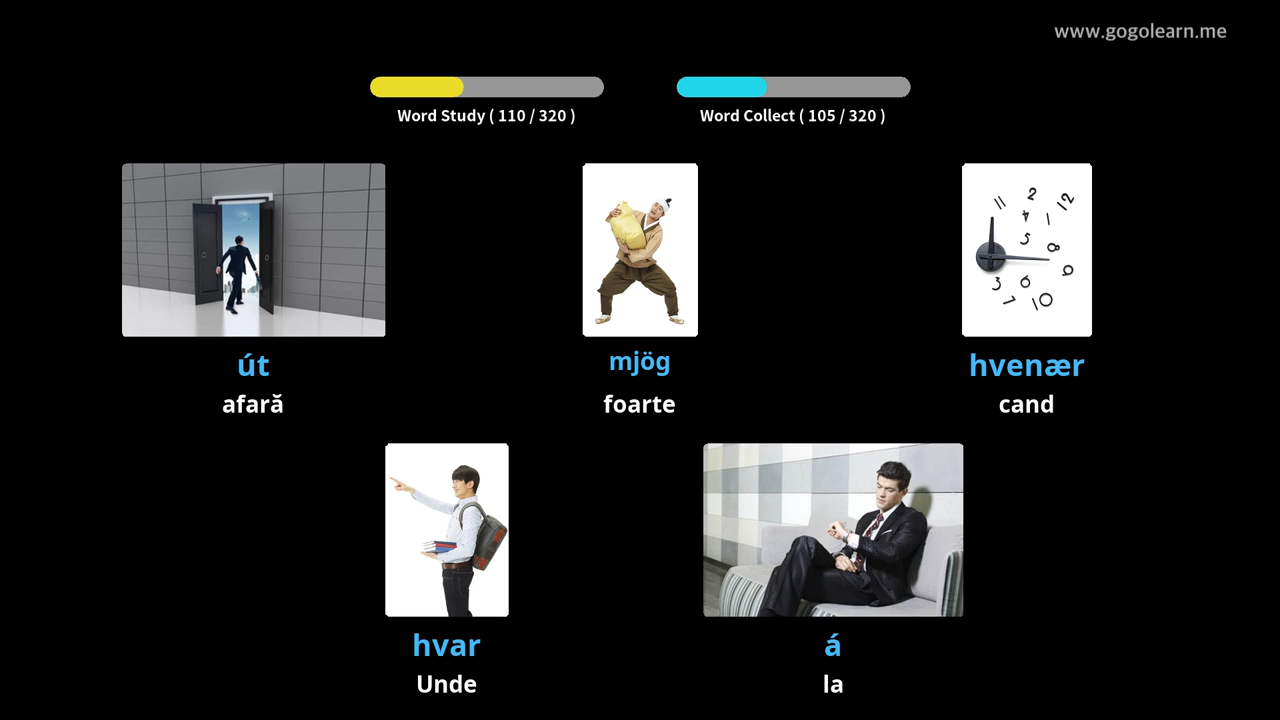 www.gogolearn.me
Word Study ( 110 / 320 )
Word Collect ( 105 / 320 )
út
mjög
hvenær
afară
foarte
cand
hvar
á
Unde
la